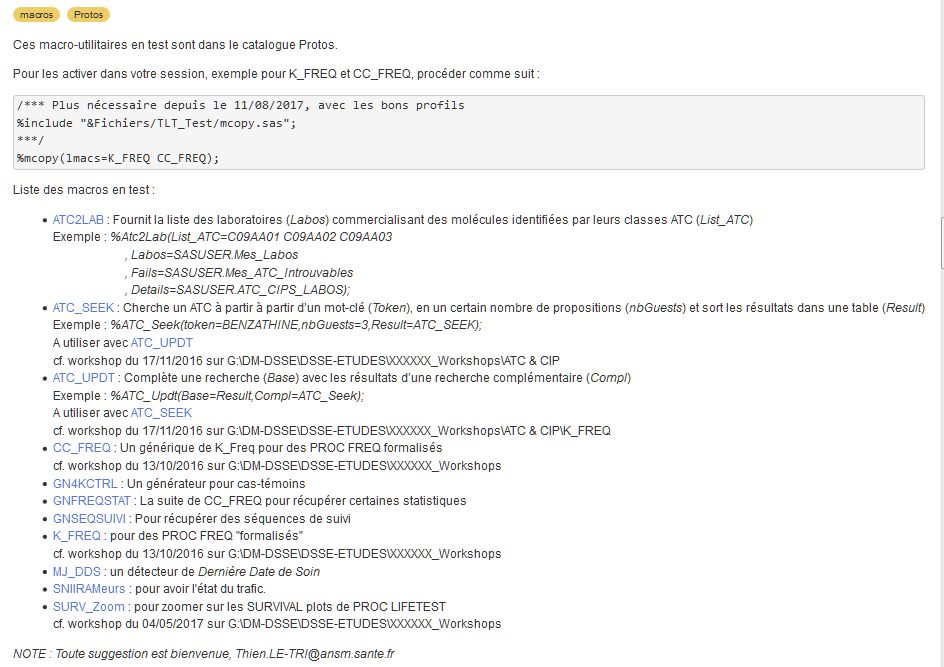 macros Protos
Ces macro-utilitaires en test sont dans le catalogue Protos.
Pour les activer dans votre session, exemple pour K_FREQ et CC_FREQ, procéder comme suit :
/*** Plus nécessaire depuis le 11/08/2017, avec les bons profils
%include "&Fichiers/TLT_Test/mcopy.sas";
***/
%mcopy(lmacs=K_FREQ CC_FREQ);
Liste des macros en test :
• ATC2LAB : Fournit la liste des laboratoires (Labos) commercialisant des molécules identifiées par leurs classes ATC (List_ATC)
Exemple : %Atc2Lab(List_ATC=C09AA01 C09AA02 C09AA03
, Labos=SASUSER.Mes_Labos
, Fails=SASUSER.Mes_ATC_Introuvables
, Details=SASUSER.ATC_CIPS_LABOS);
• ATC_SEEK : Cherche un ATC à partir à partir d'un mot-clé (Token), en un certain nombre de propositions (nbGuests) et sort les résultats dans une table (Result)
Exemple : %ATC_Seek(token=BENZATHINE,nbGuests=3,Result=ATC_SEEK);
A utiliser avec ATC_UPDT
cf. workshop du 17/11/2016 sur G:\DM-DSSE\DSSE-ETUDES\XXXXXX_Workshops\ATC & CIP
• ATC_UPDT : Complète une recherche (Base) avec les résultats d'une recherche complémentaire (Compl)
Exemple : %ATC_Updt(Base=Result,Compl=ATC_Seek);
A utiliser avec ATC_SEEK
cf. workshop du 17/11/2016 sur G:\DM-DSSE\DSSE-ETUDES\XXXXXX_Workshops\ATC & CIP\K_FREQ
• CC_FREQ : Un générique de K_Freq pour des PROC FREQ formalisés
cf. workshop du 13/10/2016 sur G:\DM-DSSE\DSSE-ETUDES\XXXXXX_Workshops
• GN4KCTRL : Un générateur pour cas-témoins
• GNFREQSTAT : La suite de CC_FREQ pour récupérer certaines statistiques
• GNSEQSUIVI : Pour récupérer des séquences de suivi
• K_FREQ : pour des PROC FREQ "formalisés"
cf. workshop du 13/10/2016 sur G:\DM-DSSE\DSSE-ETUDES\XXXXXX_Workshops
• MJ_DDS : un détecteur de Dernière Date de Soin
• SNIIRAMeurs : pour avoir l'état du trafic.
• SURV_Zoom : pour zoomer sur les SURVIVAL plots de PROC LIFETEST
cf. workshop du 04/05/2017 sur G:\DM-DSSE\DSSE-ETUDES\XXXXXX_Workshops
NOTE : Toute suggestion est bienvenue, Thien.LE-TRI@ansm.sante.fr